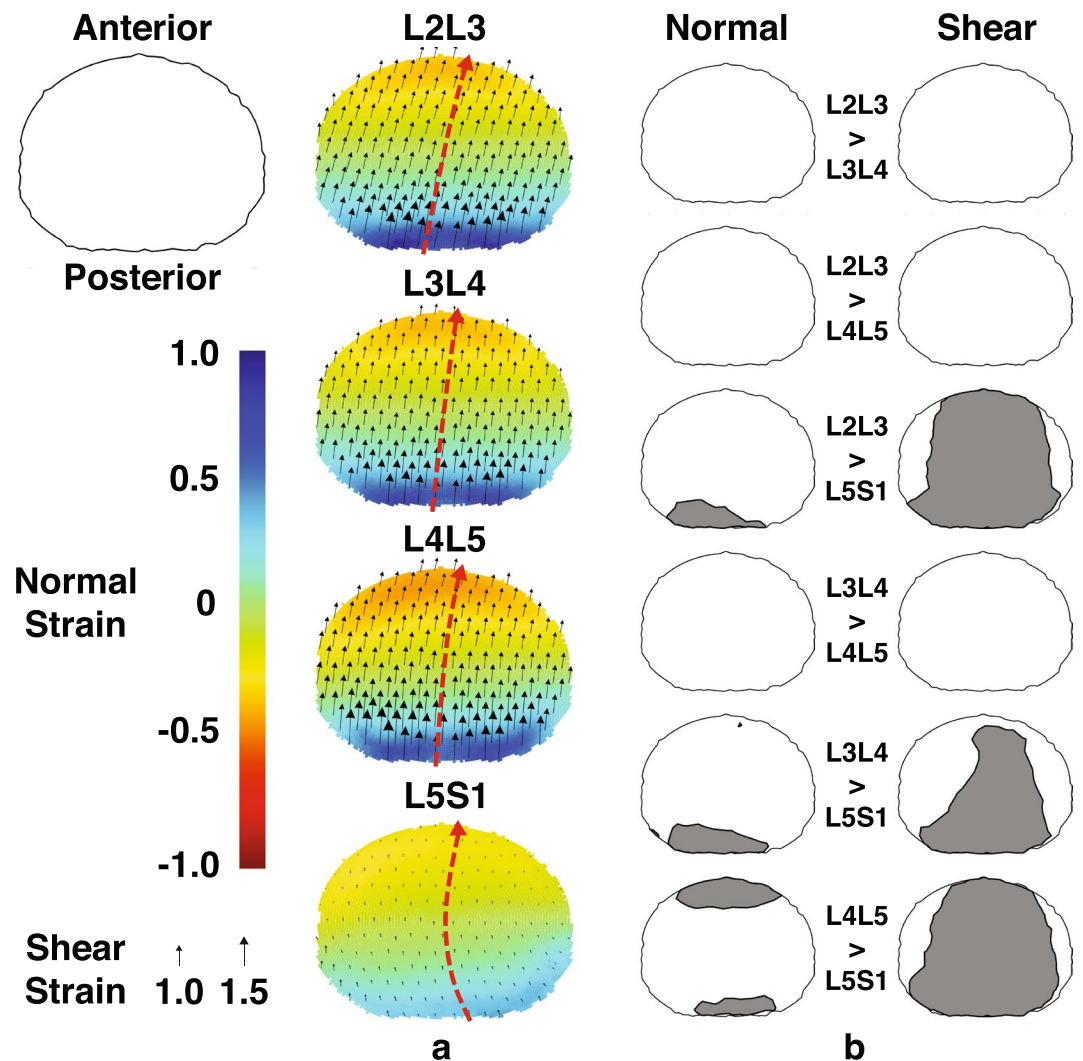 Anterior
Posterior
1.0
0.5
0
-0.5
-1.0
Normal
Strain
Shear
Strain
1.0
1.5
L2L3
L3L4
L4L5
L5S1
a
Normal
Shear
L2L3
>
L3L4
L2L3
>
L4L5
L2L3
>
L5S1
L3L4
>
L4L5
L3L4
>
L5S1
L4L5
>
L5S1
b